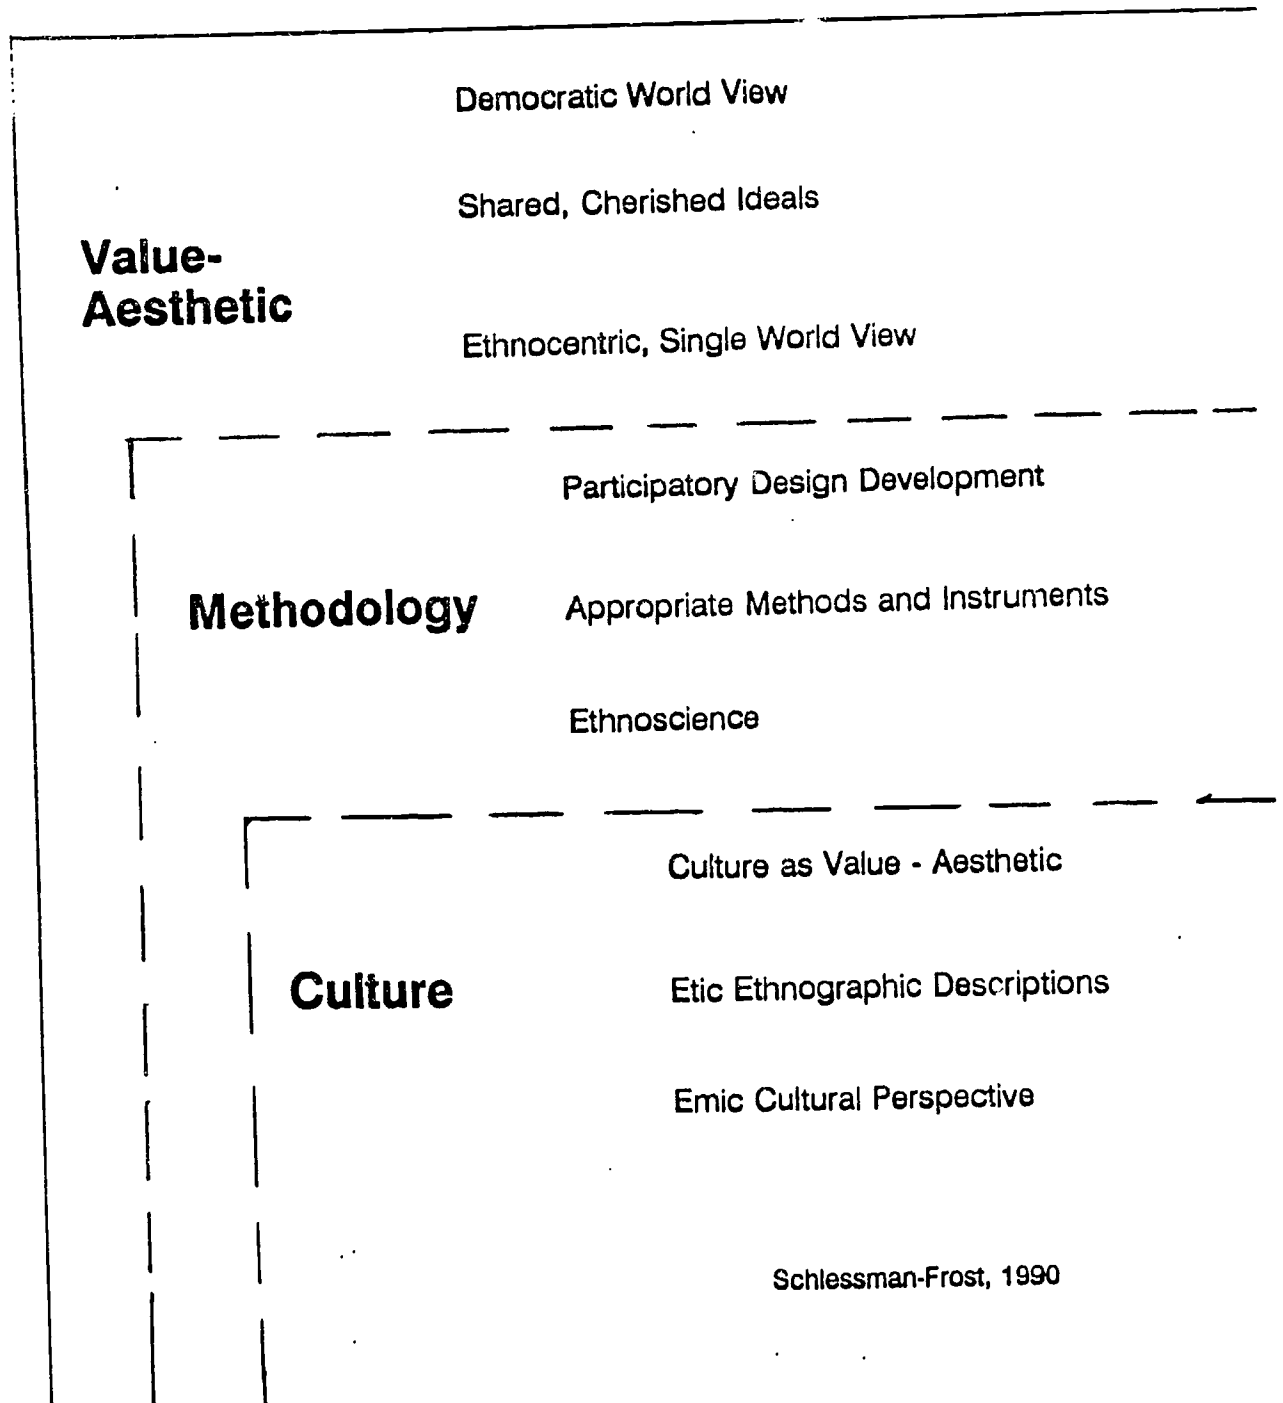 Democratic World View
Shared, Cherished Ideals
Value-
Aesthetic
Ethnocentric, Single World View
Participatory Design Development
Methodology
Appropriate Methods and Instruments
Ethnoscience
Culture as Value - Aesthetic
Culture
Etic Ethnographic Descriptions
Emic Cultural Perspective
Schlessman-Frost, 1990